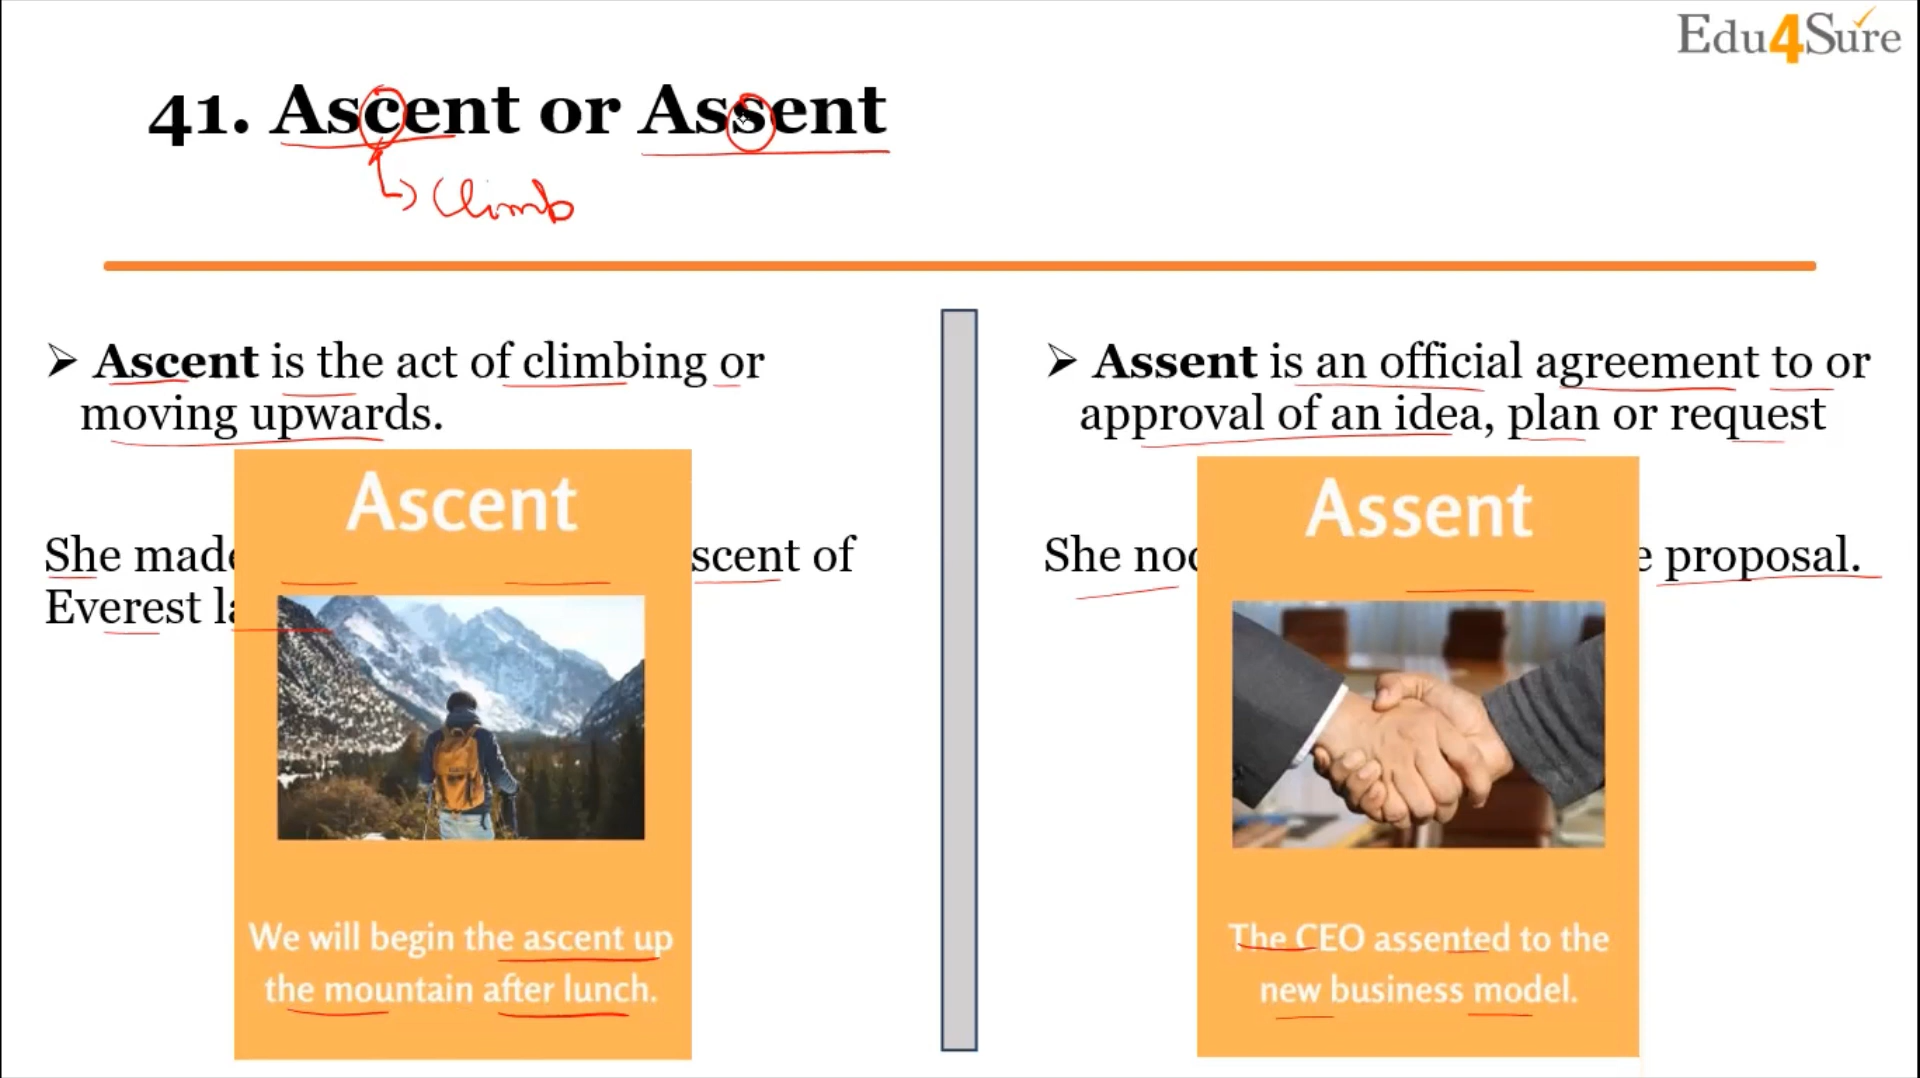 Edu4Sure
41. Ascent or Assent
Climb
➢ Ascent is the act of climbing or
moving upwards.
She made
scent of
Everest
➢ Assent is an official agreement to or
approval of an idea, plan or request
She
proposal.
Ascent
We will begin the ascent up
the mountain after lunch.
Assent
The CEO assented to the
new business model.